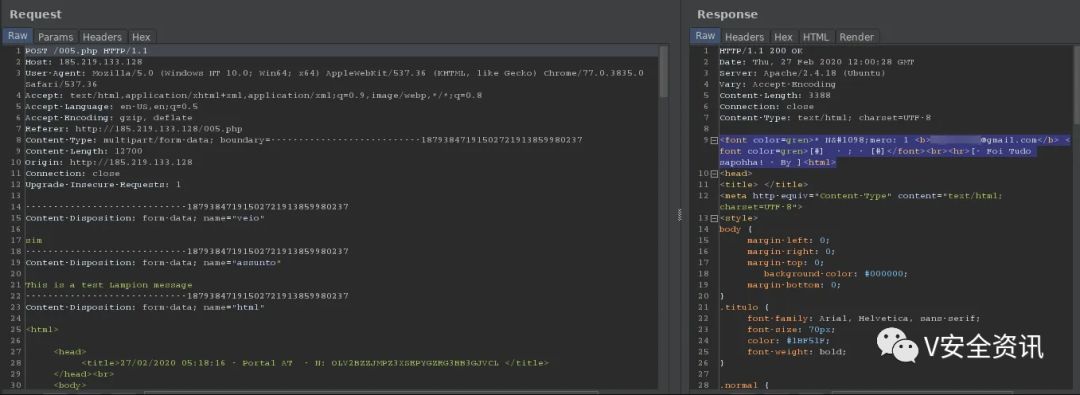 Request
Raw Params Headers Hex
1 POST /005.php HTTP/1.1
2 Host: 185.219.133.128
3 User-Agent: Mozilla/5.0 (Windows NT 10.0; Win64; x64) AppleWebKit/537.36 (KHTML, like Gecko) Chrome/77.0.3835.0
Safari/537.36
4 Accept: text/html,application/xhtml+xml,application/xml;q=0.9,image/webp,*/*;q=0.8
5 Accept-Language: en-US,en;q=0.5
6 Accept-Encoding: gzip, deflate
7 Referer: http://185.219.133.128/005.php
8 Content-Type: multipart/form-data; boundary=---------------------------18793847191502721913859980237
9 Content-Length: 12700
10 Origin: http://185.219.133.128
11 Connection: close
12 Upgrade-Insecure-Requests: 1
13
14 -----------------------------18793847191502721913859980237
15 Content-Disposition: form-data; name="veio"
16
17 sim
18 -----------------------------18793847191502721913859980237
19 Content-Disposition: form-data; name="assunto"
20
21 This is a test Lampion message
22 -----------------------------18793847191502721913859980237
23 Content-Disposition: form-data; name="html"
24
25 <html>
26
27 <head>
28 <title>27/02/2020 05:18:16 - Portal AT - N: OLV2BZZJMPZ3XSKPYGZRG3BB3GJVCL </title>
29 </head><br>
30 <body>
Response
Raw Headers Hex HTML Render
1 HTTP/1.1 200 OK
2 Date: Thu, 27 Feb 2020 12:00:28 GMT
3 Server: Apache/2.4.18 (Ubuntu)
4 Vary: Accept-Encoding
5 Content-Length: 3388
6 Connection: close
7 Content-Type: text/html; charset=UTF-8
8
9 <font color=gren>* N&#1098;mero: 1 <b> @gmail.com</b> <
font color=gren>[#] - ; - [#]</font><br><hr>[- Foi Tudo
sapohha! - By ]<html>
10 <head>
11 <title> </title>
12 <meta http-equiv="Content-Type" content="text/html;
charset=UTF-8">
13 <style>
14 body {
15 margin-left: 0;
16 margin-right: 0;
17 margin-top: 0;
18 background-color: #000000;
19 margin-bottom: 0;
20 }
21 .titulo {
22 font-family: Arial, Helvetica, sans-serif;
23 font-size: 70px;
24 color: #1BF51F;
25 font-weight: bold;
26 }
27
28 .normal {
V安全资讯